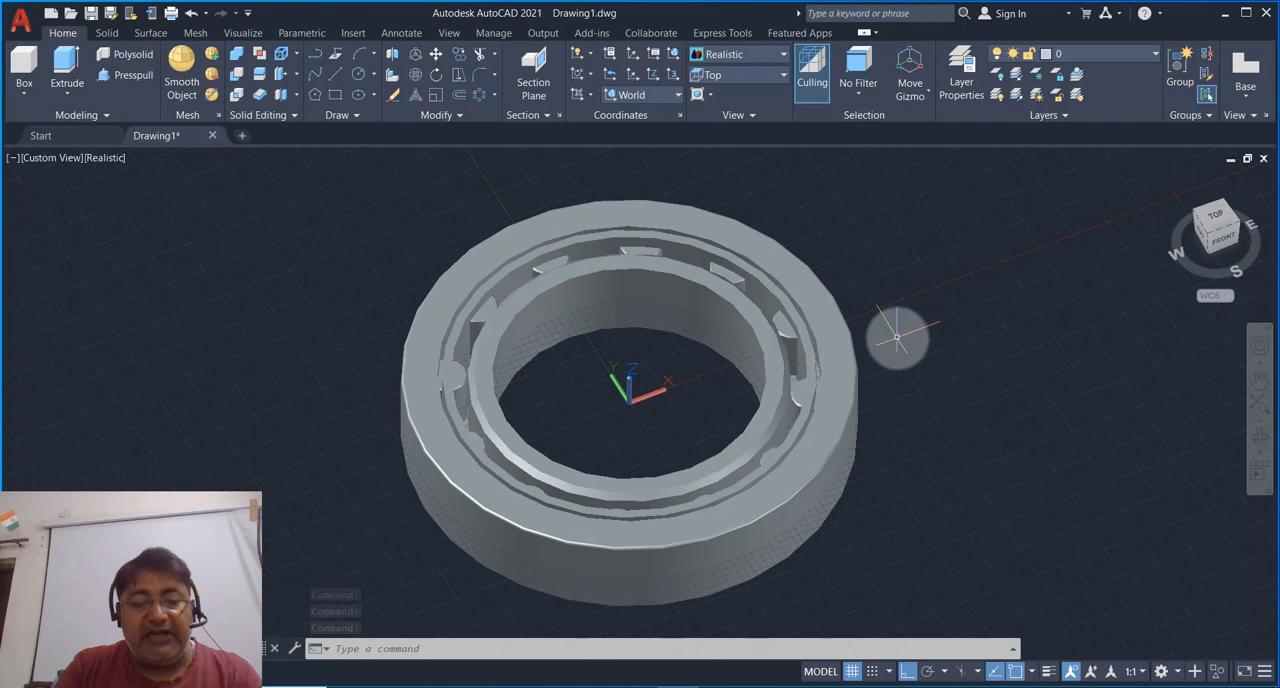 Autodesk AutoCAD 2021 Drawing1.dwg
Type a keyword or phrase
Sign In
Home Solid Surface Mesh Visualize Parametric Insert Annotate View Manage Output Add-ins Collaborate Express Tools Featured Apps
Box
Extrude
Polysolid
Presspull
Smooth
Object
Section
Plane
Realistic
Top
World
Culling
No Filter
Move
Gizmo
Layer
Properties
0
Group
Base
Modeling
Mesh
Solid Editing
Draw
Modify
Section
Coordinates
View
Selection
Layers
Groups
View
Start
Drawing1*
[−][Custom View][Realistic]
TOP
FRONT
W
E
S
WCS
Y
Z
X
Command:
Command:
Command:
Type a command
MODEL
1:1